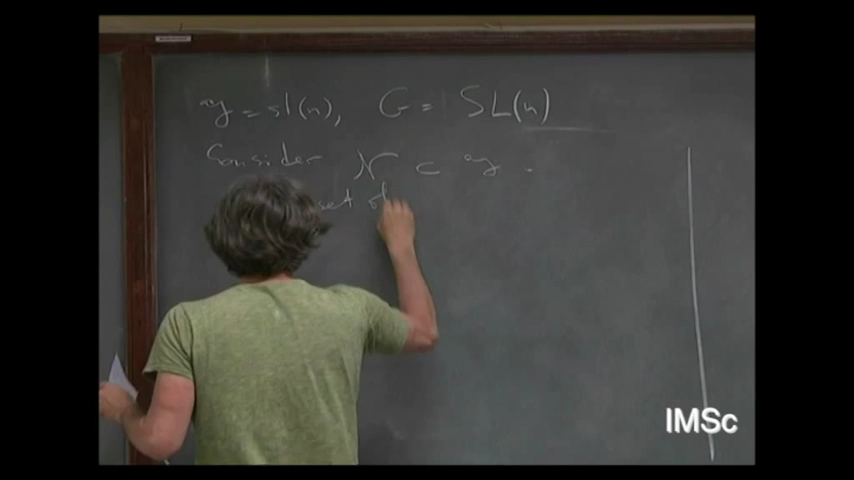 𝔤 = sl(n), G = SL(n)
Consider 𝒩 ⊂ 𝔤.
set of
IMSc